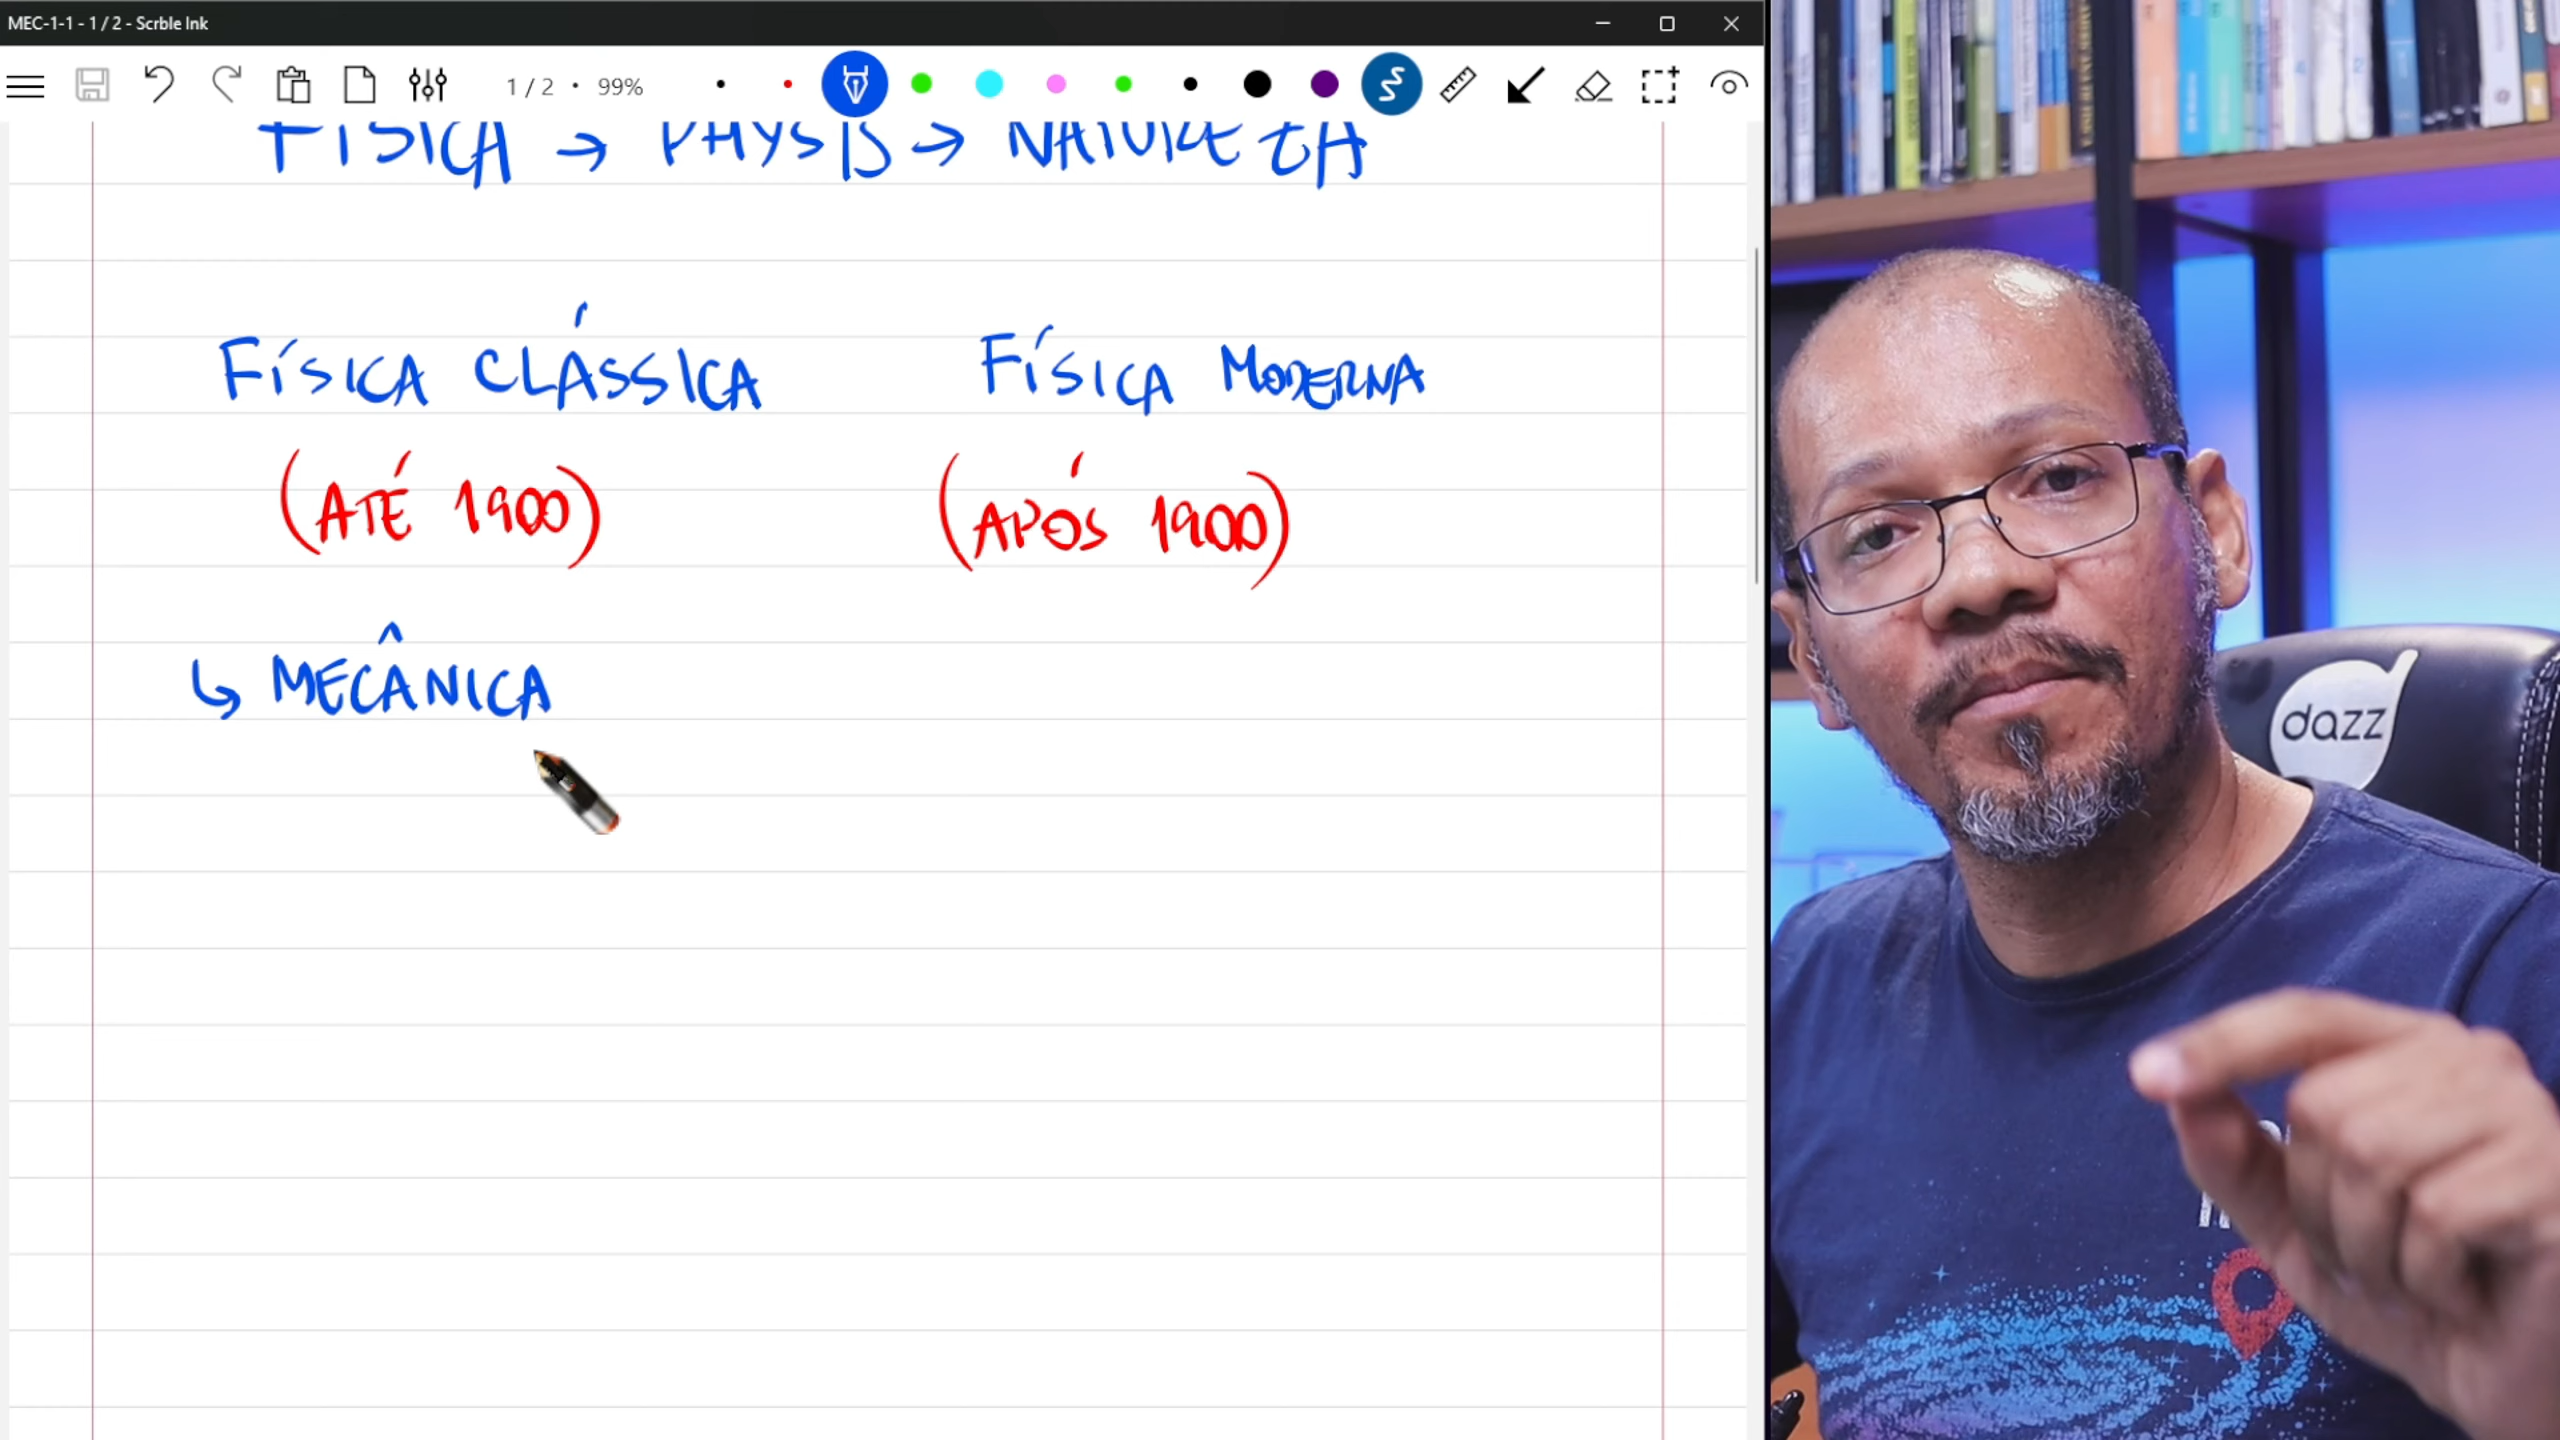 MEC-1-1 - 1 / 2 - Scrble Ink
1 / 2 • 99%
FÍSICA → PHYSIS → NATUREZA
FÍSICA CLÁSSICA FÍSICA MODERNA
(ATÉ 1900) (APÓS 1900)
↳ MECÂNICA
dazz